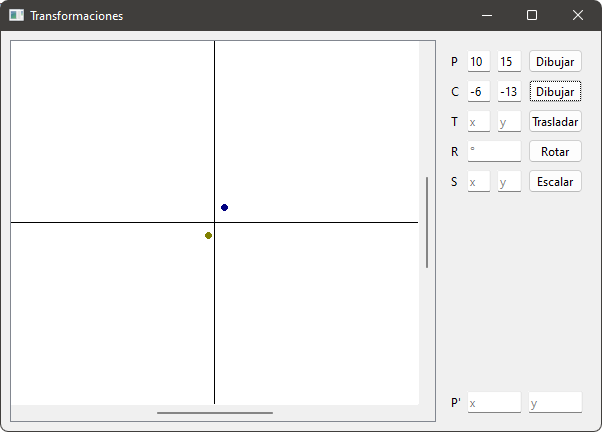 Transformaciones
P 10 15 Dibujar
C -6 -13 Dibujar
T x y Trasladar
R ° Rotar
S x y Escalar
P' x y